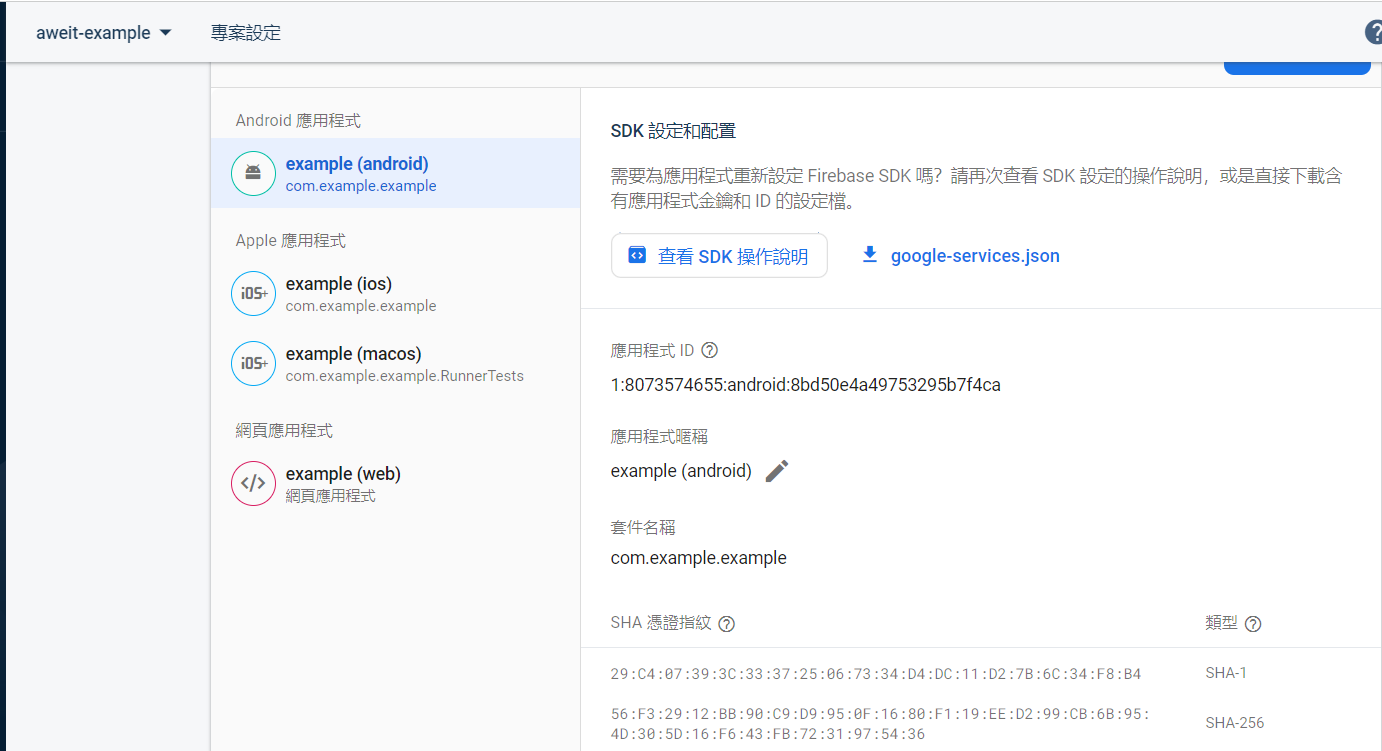 aweit-example 專案設定
Android 應用程式
example (android)
com.example.example
Apple 應用程式
iOS+
example (ios)
com.example.example
iOS+
example (macos)
com.example.example.RunnerTests
網頁應用程式
example (web)
網頁應用程式
SDK 設定和配置
需要為應用程式重新設定 Firebase SDK 嗎？請再次查看 SDK 設定的操作說明，或是直接下載含
有應用程式金鑰和 ID 的設定檔。
查看 SDK 操作說明 google-services.json
應用程式 ID
1:8073574655:android:8bd50e4a49753295b7f4ca
應用程式暱稱
example (android)
套件名稱
com.example.example
SHA 憑證指紋 類型
29:C4:07:39:3C:33:37:25:06:73:34:D4:DC:11:D2:7B:6C:34:F8:B4 SHA-1
56:F3:29:12:BB:90:C9:D9:95:0F:16:80:F1:19:EE:D2:99:CB:6B:95:
4D:30:5D:16:F6:43:FB:72:31:97:54:36 SHA-256